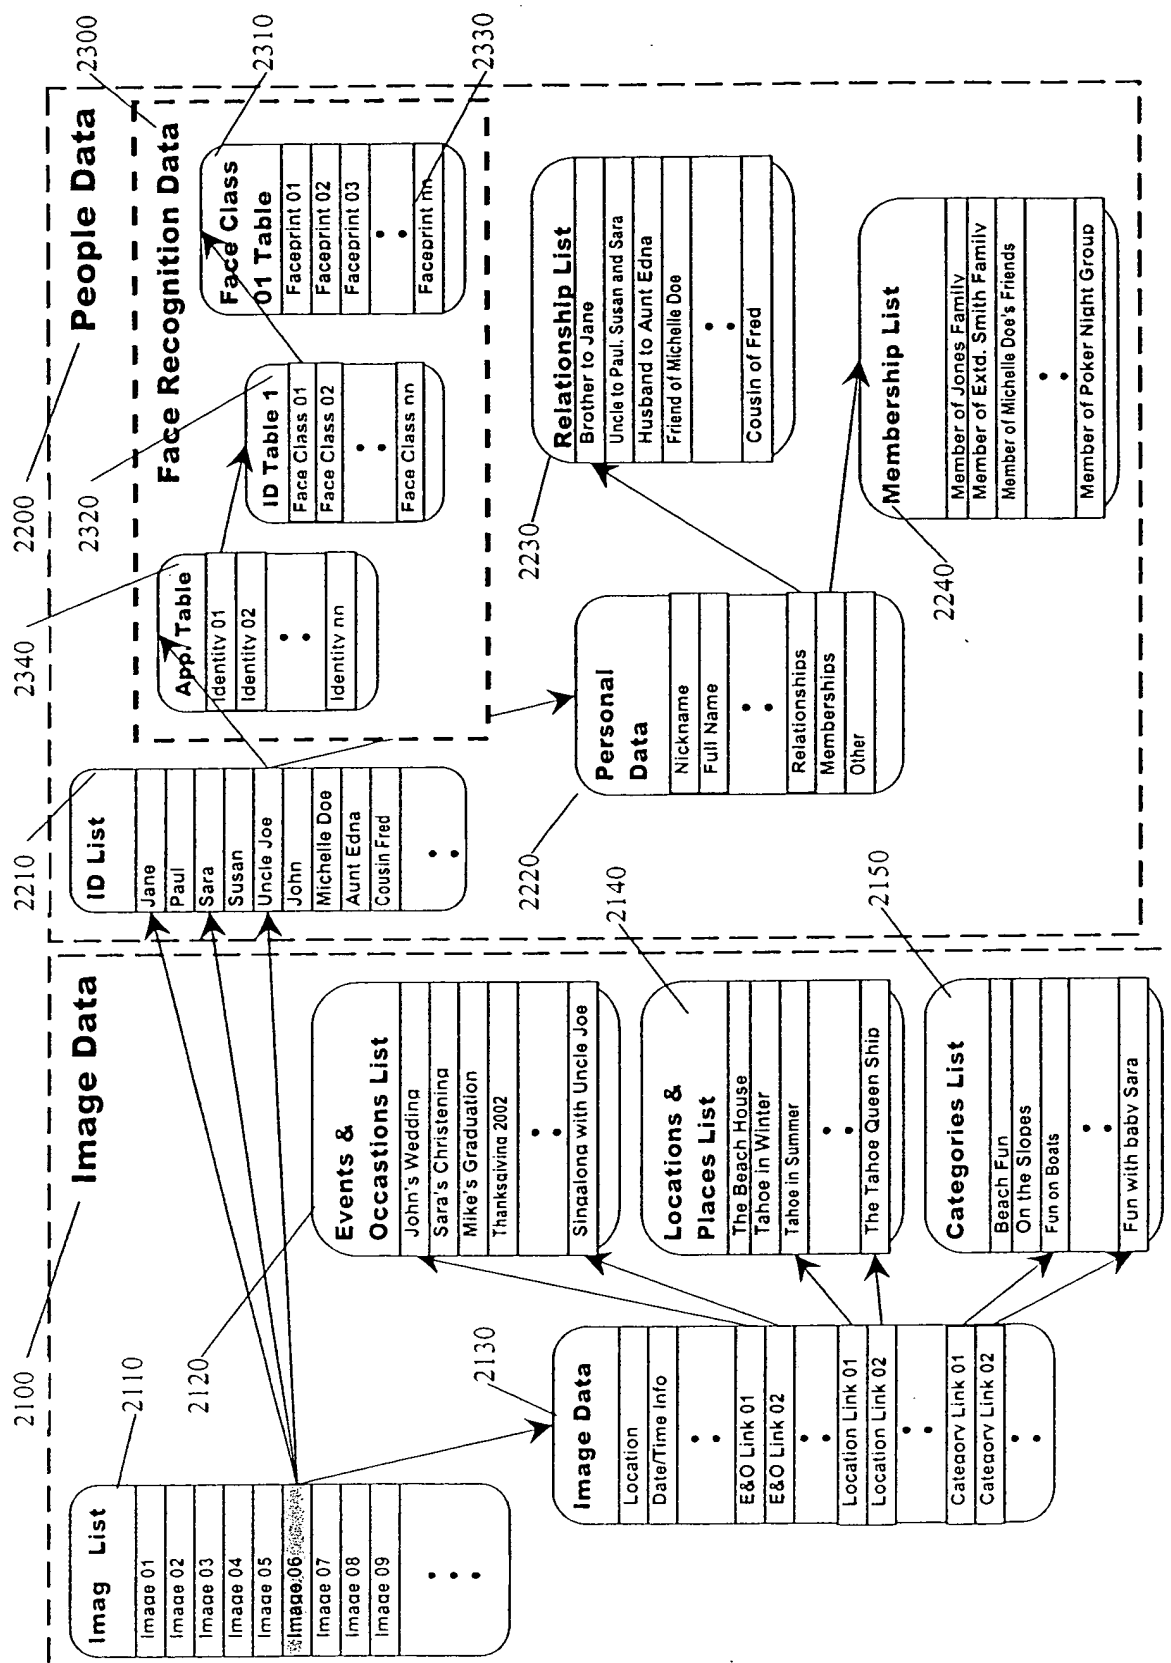 2100
Image Data
2110
Imag List
Image 01
Image 02
Image 03
Image 04
Image 05
Image 06
Image 07
Image 08
Image 09
2120
Events &
Occastions List
John's Wedding
Sara's Christening
Mike's Graduation
Thanksgiving 2002
Singalong with Uncle Joe
2130
Image Data
Location
Date/Time Info
E&O Link 01
E&O Link 02
Location Link 01
Location Link 02
Category Link 01
Category Link 02
2140
Locations &
Places List
The Beach House
Tahoe in Winter
Tahoe in Summer
The Tahoe Queen Ship
2150
Categories List
Beach Fun
On the Slopes
Fun on Boats
Fun with baby Sara
2200
People Data
2210
ID List
Jane
Paul
Sara
Susan
Uncle Joe
John
Michelle Doe
Aunt Edna
Cousin Fred
2300
Face Recognition Data
2340
App. Table
Identity 01
Identity 02
Identity nn
2320
ID Table 1
Face Class 01
Face Class 02
Face Class nn
2310
Face Class
01 Table
Faceprint 01
Faceprint 02
Faceprint 03
Faceprint nn
2330
2220
Personal
Data
Nickname
Full Name
Relationships
Memberships
Other
2230
Relationship List
Brother to Jane
Uncle to Paul, Susan and Sara
Husband to Aunt Edna
Friend of Michelle Doe
Cousin of Fred
2240
Membership List
Member of Jones Family
Member of Extd. Smith Family
Member of Michelle Doe's Friends
Member of Poker Night Group